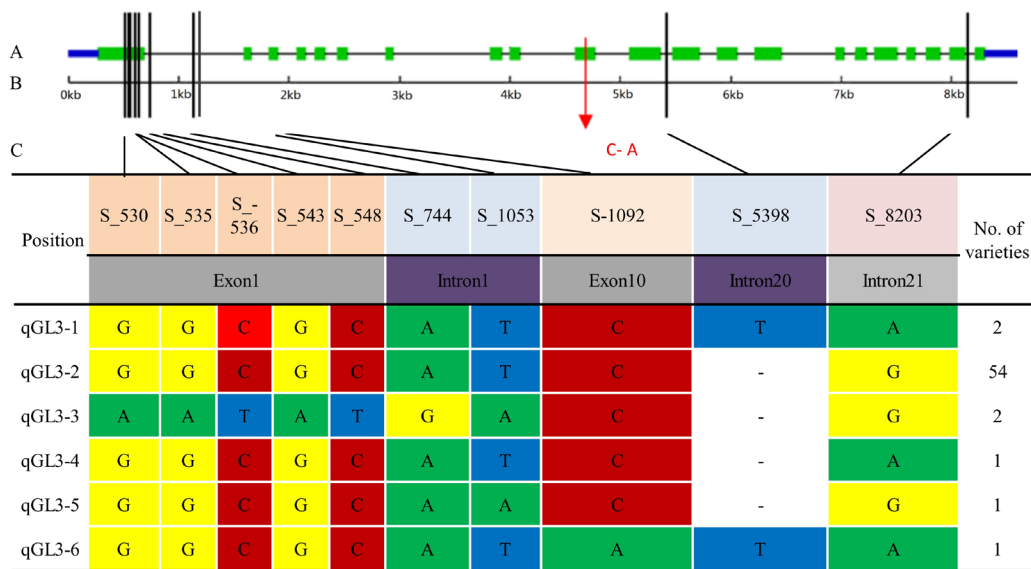 A
B
0kb 1kb 2kb 3kb 4kb 5kb 6kb 7kb 8kb
C
C- A
Position S_530 S_535 S_-536 S_543 S_548 S_744 S_1053 S-1092 S_5398 S_8203 No. of varieties
Exon1 Intron1 Exon10 Intron20 Intron21
qGL3-1 G G C G C A T C T A 2
qGL3-2 G G C G C A T C - G 54
qGL3-3 A A T A T G A C - G 2
qGL3-4 G G C G C A T C - A 1
qGL3-5 G G C G C A A C - G 1
qGL3-6 G G C G C A T A T A 1